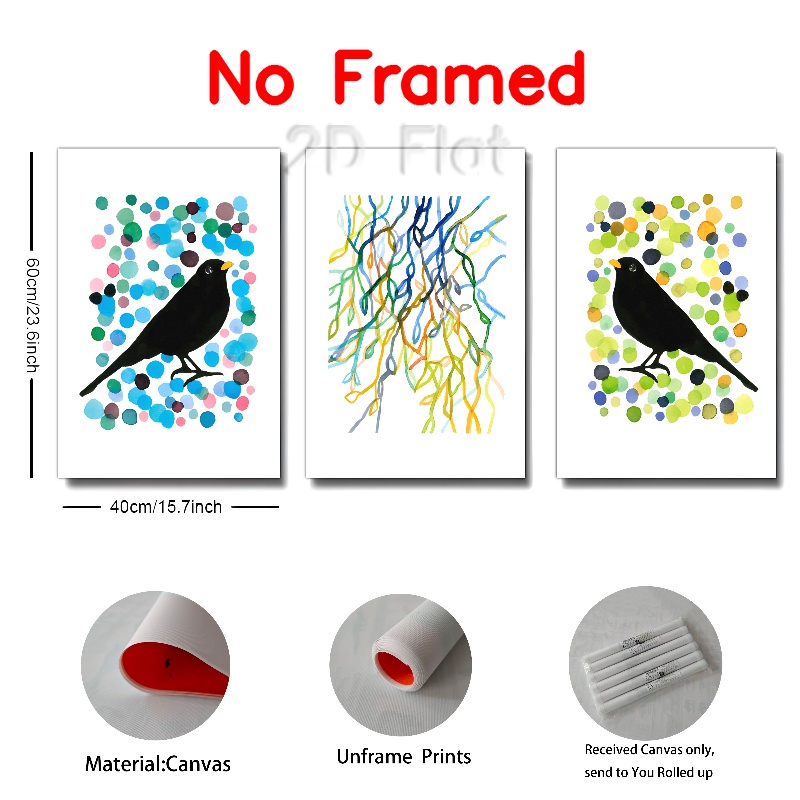 No Framed
2D Flat
60cm/23.6inch
40cm/15.7inch
Material:Canvas
Unframe Prints
Received Canvas only,
send to You Rolled up